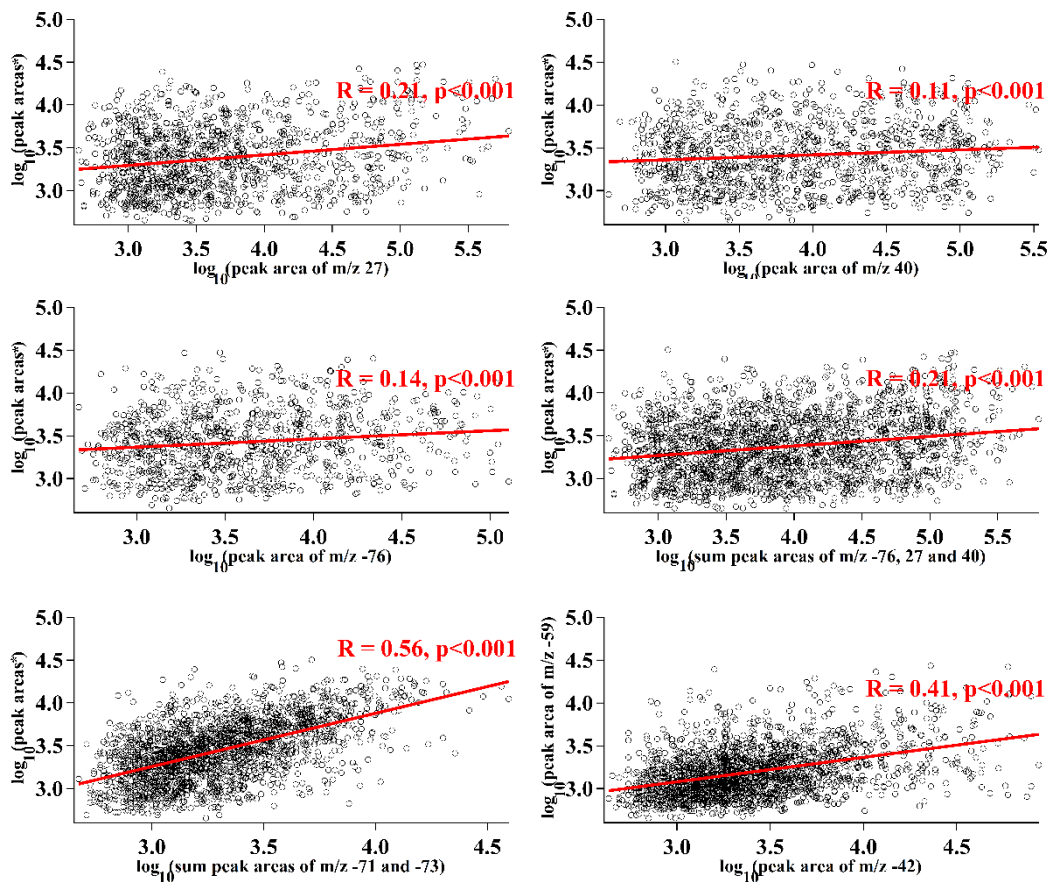 5.0
4.5
4.0
3.5
3.0
log10(peak areas*)
R = 0.21, p<0.001
3.0 3.5 4.0 4.5 5.0 5.5
log10(peak area of m/z 27)
5.0
4.5
4.0
3.5
3.0
log10(peak areas*)
R = 0.11, p<0.001
3.0 3.5 4.0 4.5 5.0 5.5
log10(peak area of m/z 40)
5.0
4.5
4.0
3.5
3.0
log10(peak areas*)
R = 0.14, p<0.001
3.0 3.5 4.0 4.5 5.0
log10(peak area of m/z -76)
5.0
4.5
4.0
3.5
3.0
log10(peak areas*)
R = 0.21, p<0.001
3.0 3.5 4.0 4.5 5.0 5.5
log10(sum peak areas of m/z -76, 27 and 40)
5.0
4.5
4.0
3.5
3.0
log10(peak areas*)
R = 0.56, p<0.001
3.0 3.5 4.0 4.5
log10(sum peak areas of m/z -71 and -73)
5.0
4.5
4.0
3.5
3.0
log10(peak area of m/z -59)
R = 0.41, p<0.001
3.0 3.5 4.0 4.5
log10(peak area of m/z -42)